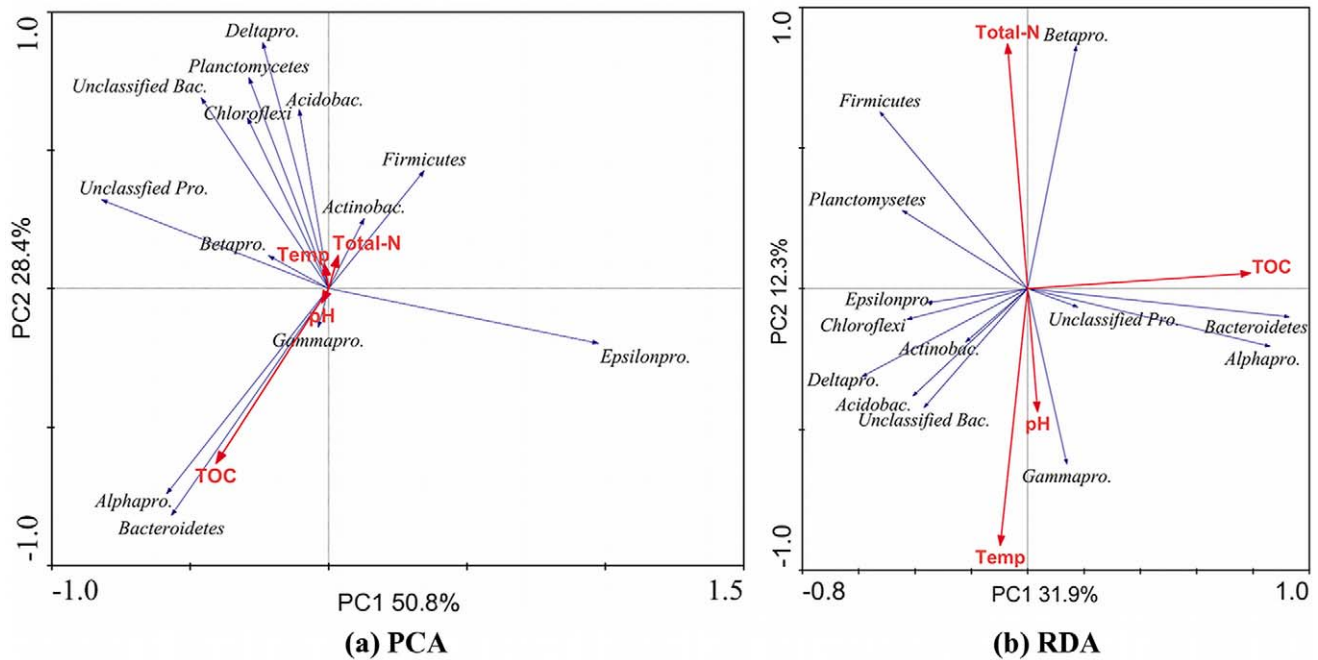 1.0
Deltapro.
Planctomycetes
Unclassified Bac.
Acidobac.
Chloroflexi
Firmicutes
Unclassfied Pro.
Actinobac.
Betapro.
Temp
Total-N
pH
Gammapro.
Epsilonpro.
TOC
Alphapro.
Bacteroidetes
PC2 28.4%
-1.0
-1.0
PC1 50.8%
1.5
(a) PCA
1.0
Total-N
Betapro.
Firmicutes
Planctomysetes
TOC
Epsilonpro.
Chloroflexi
Unclassified Pro.
Bacteroidetes
Actinobac.
Alphapro.
Deltapro.
Acidobac.
Unclassified Bac.
pH
Gammapro.
Temp
PC2 12.3%
-1.0
-0.8
PC1 31.9%
1.0
(b) RDA